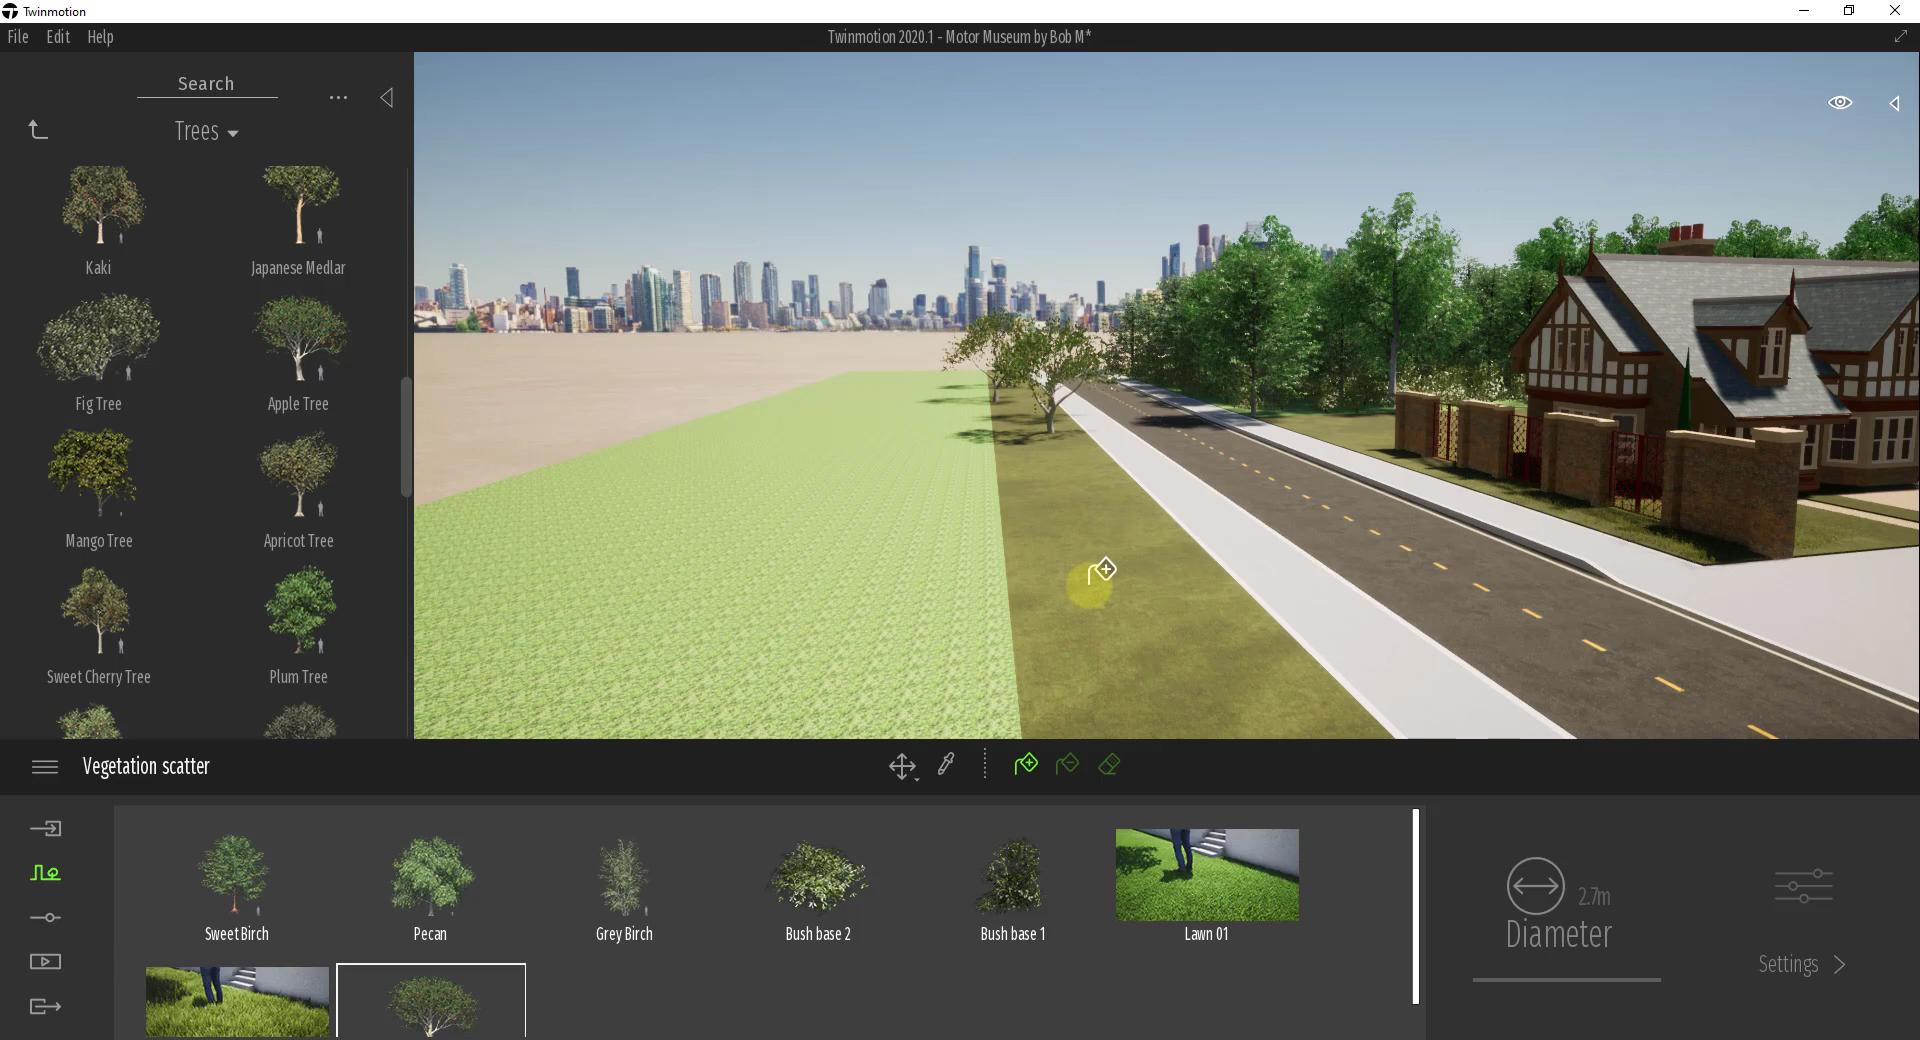 Twinmotion
File Edit Help
Twinmotion 2020.1 - Motor Museum by Bob M*
Search
...
Trees
Kaki
Japanese Medlar
Fig Tree
Apple Tree
Mango Tree
Apricot Tree
Sweet Cherry Tree
Plum Tree
Vegetation scatter
Sweet Birch
Pecan
Grey Birch
Bush base 2
Bush base 1
Lawn 01
2.7m
Diameter
Settings